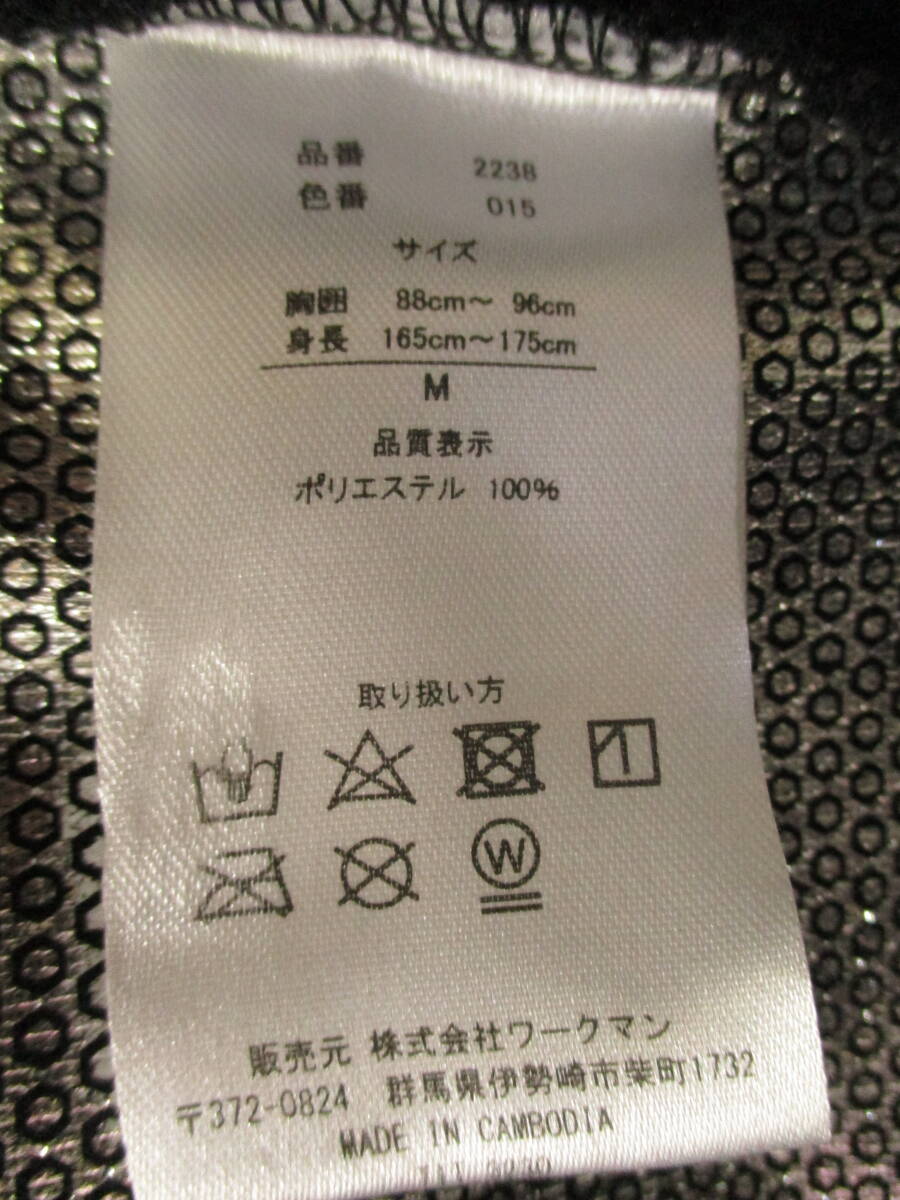 品番 2238
色番 015
サイズ
胸囲 88cm～ 96cm
身長 165cm～175cm
M
品質表示
ポリエステル 100%
取り扱い方
W
販売元 株式会社ワークマン
〒372-0824 群馬県伊勢崎市柴町1732
MADE IN CAMBODIA